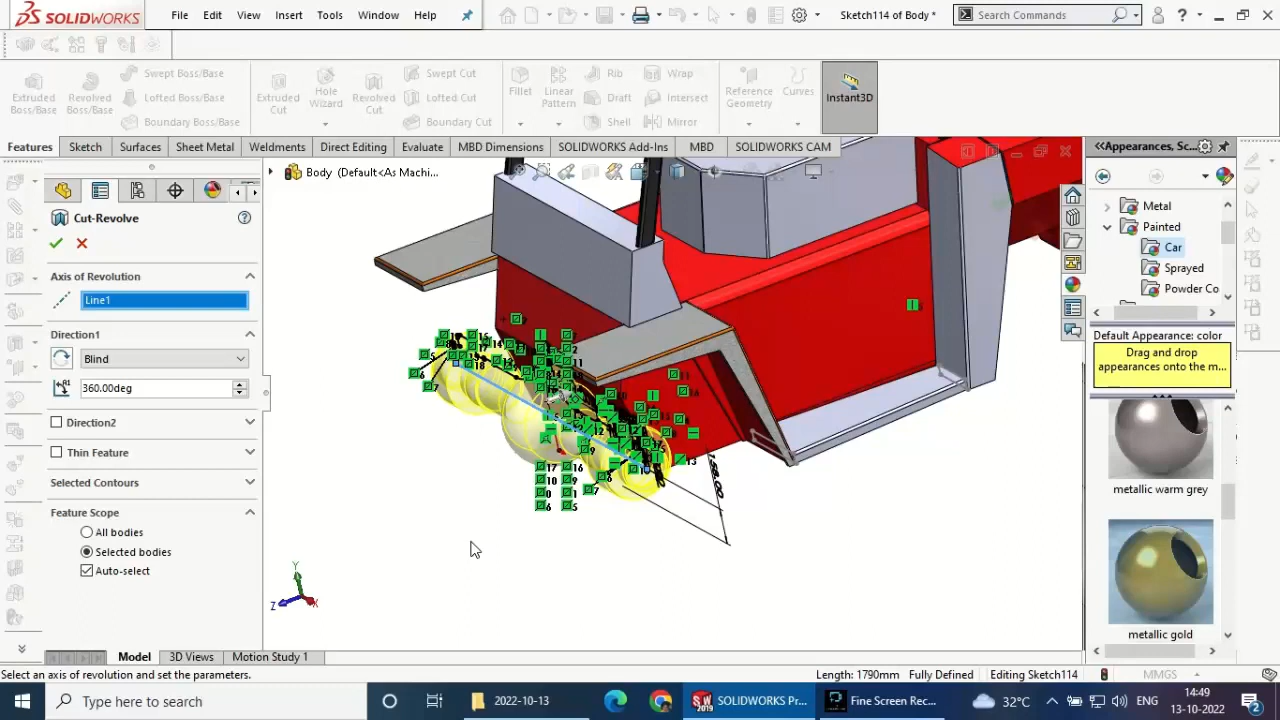 SOLIDWORKS
File
Edit
View
Insert
Tools
Window
Help
Sketch114 of Body *
Search Commands
?
Extruded Boss/Base
Revolved Boss/Base
Swept Boss/Base
Lofted Boss/Base
Boundary Boss/Base
Extruded Cut
Hole Wizard
Revolved Cut
Swept Cut
Lofted Cut
Boundary Cut
Fillet
Linear Pattern
Rib
Draft
Shell
Wrap
Intersect
Mirror
Reference Geometry
Curves
Instant3D
Features
Sketch
Surfaces
Sheet Metal
Weldments
Direct Editing
Evaluate
MBD Dimensions
SOLIDWORKS Add-Ins
MBD
SOLIDWORKS CAM
Body (Default<As Machi...
Cut-Revolve
Axis of Revolution
Line1
Direction1
Blind
360.00deg
Direction2
Thin Feature
Selected Contours
Feature Scope
All bodies
Selected bodies
Auto-select
158.00
Y
Z
X
<<Appearances, Sc...
Metal
Painted
Car
Sprayed
Powder Co
Default Appearance: color
Drag and drop
appearances onto the m...
metallic warm grey
metallic gold
Model
3D Views
Motion Study 1
Select an axis of revolution and set the parameters.
Length: 1790mm
Fully Defined
Editing Sketch114
MMGS
Type here to search
2022-10-13
SOLIDWORKS Pr...
Fine Screen Rec...
32°C
ENG
14:49
13-10-2022
2